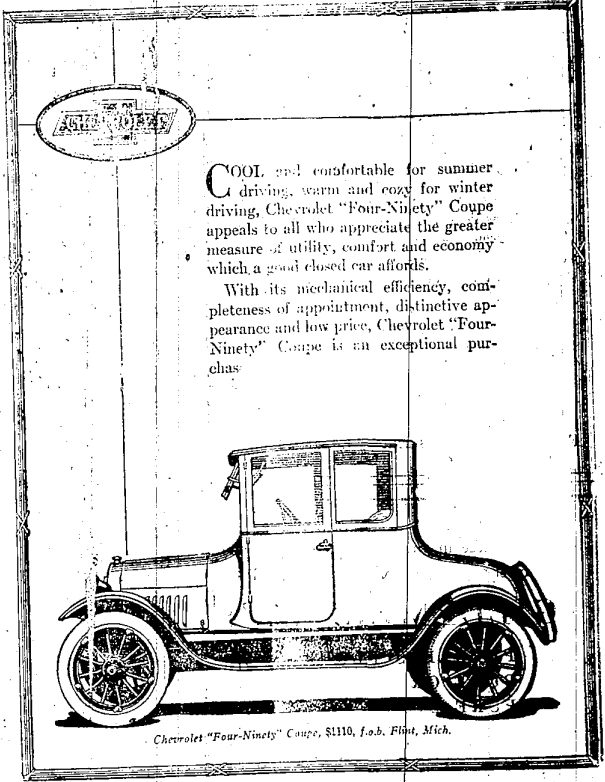 CHEVROLET
COOL and comfortable for summer
driving, warm and cozy for winter
driving, Chevrolet "Four-Ninety" Coupe
appeals to all who appreciate the greater
measure of utility, comfort and economy
which a good closed car affords.
With its mechanical efficiency, com-
pleteness of appointment, distinctive ap-
pearance and low price, Chevrolet "Four-
Ninety" Coupe is an exceptional pur-
chas
Chevrolet "Four-Ninety" Coupe, $1110, f.o.b. Flint, Mich.